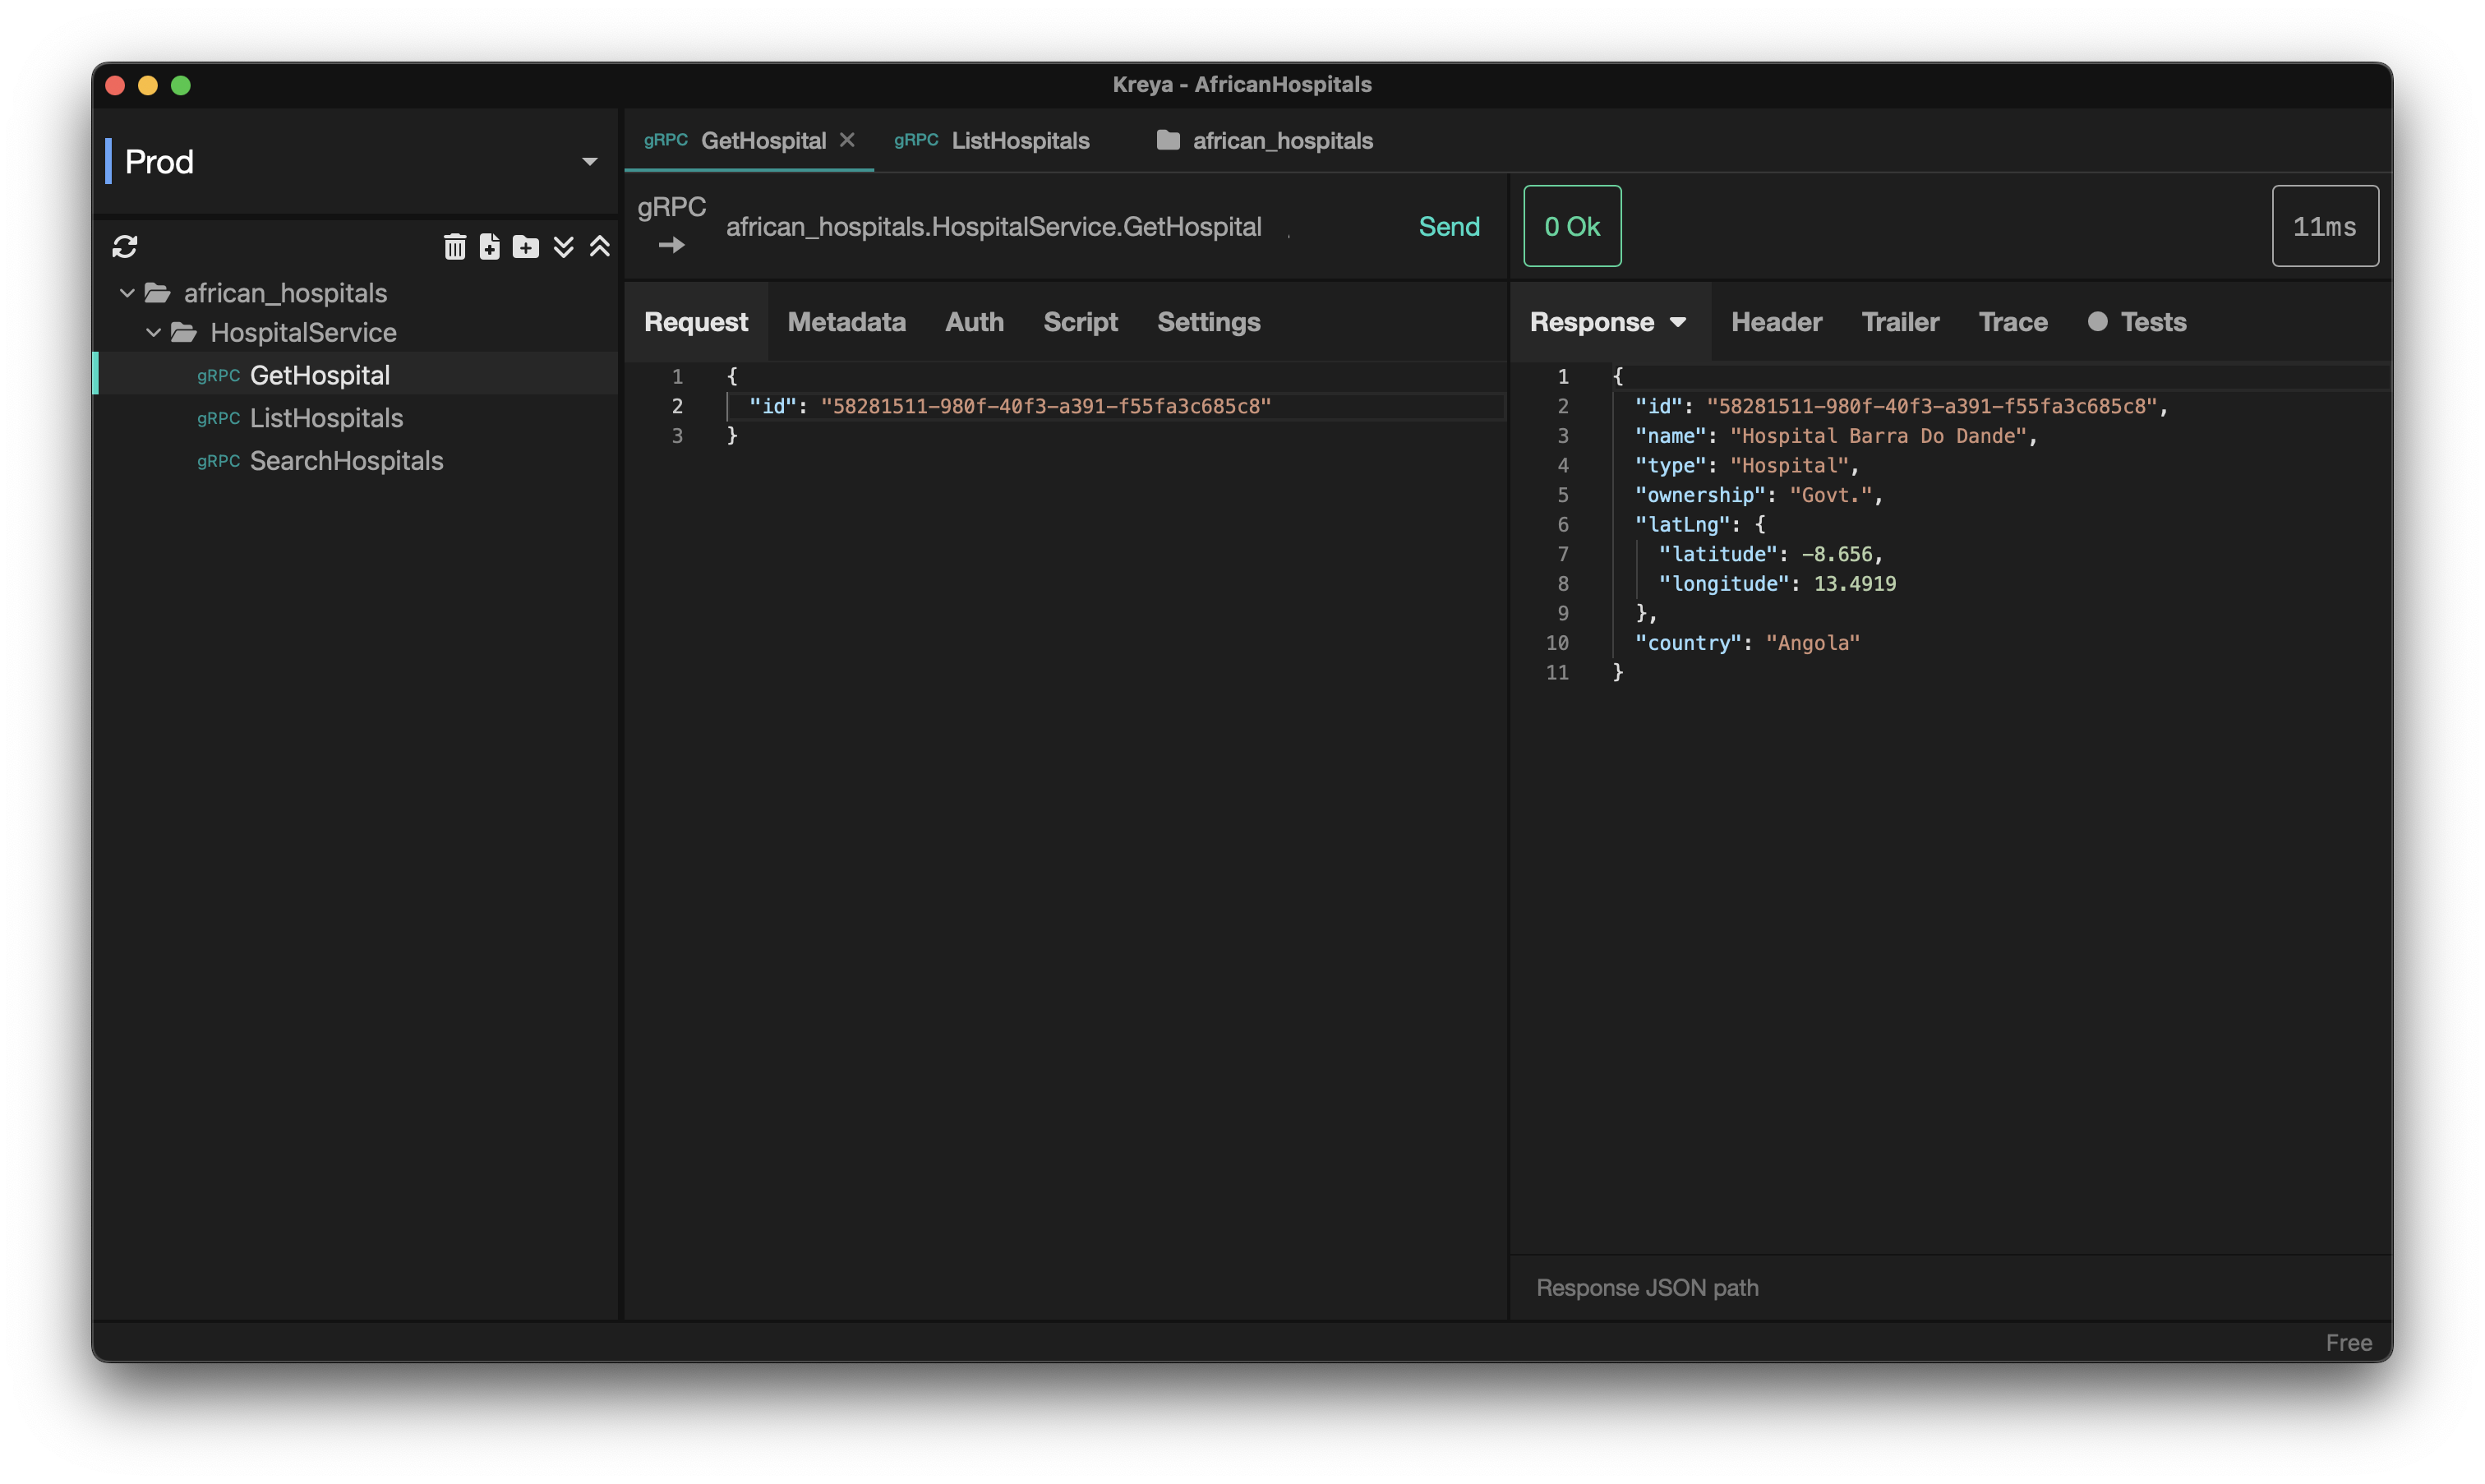 Kreya - AfricanHospitals
Prod
gRPC GetHospital
gRPC ListHospitals
african_hospitals
african_hospitals
HospitalService
gRPC GetHospital
gRPC ListHospitals
gRPC SearchHospitals
gRPC
african_hospitals.HospitalService.GetHospital
Send
Request Metadata Auth Script Settings
1 {
2 "id": "58281511-980f-40f3-a391-f55fa3c685c8"
3 }
0 Ok
11ms
Response Header Trailer Trace Tests
1 {
2 "id": "58281511-980f-40f3-a391-f55fa3c685c8",
3 "name": "Hospital Barra Do Dande",
4 "type": "Hospital",
5 "ownership": "Govt.",
6 "latLng": {
7 "latitude": -8.656,
8 "longitude": 13.4919
9 },
10 "country": "Angola"
11 }
Response JSON path
Free